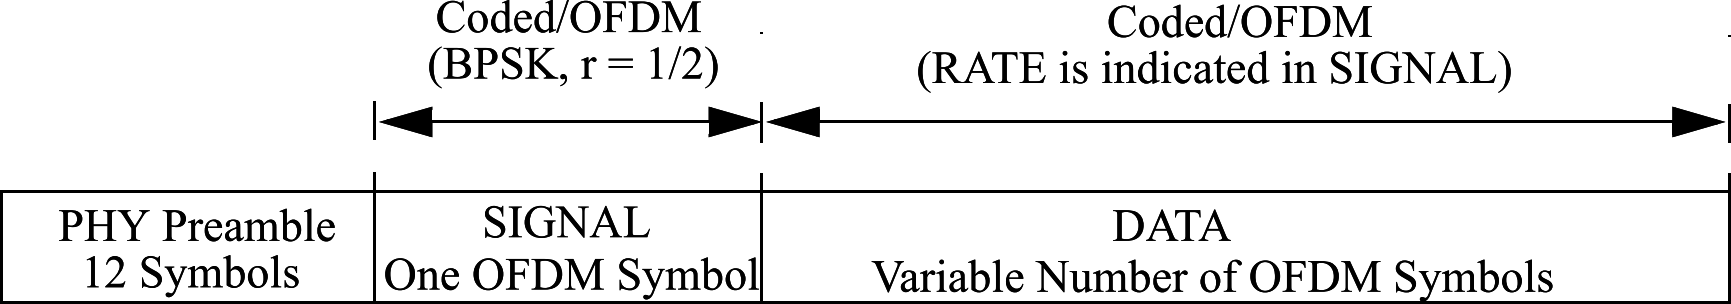 Coded/OFDM
(BPSK, r = 1/2)
Coded/OFDM
(RATE is indicated in SIGNAL)
PHY Preamble
12 Symbols
SIGNAL
One OFDM Symbol
DATA
Variable Number of OFDM Symbols